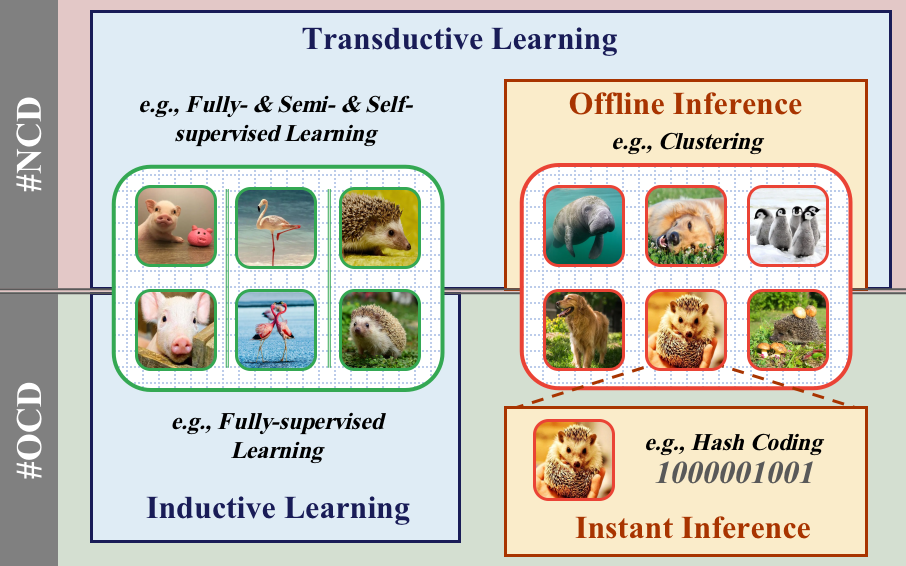 #NCD
Transductive Learning
e.g., Fully- & Semi- & Self-
supervised Learning
Offline Inference
e.g., Clustering
#OCD
e.g., Fully-supervised
Learning
Inductive Learning
e.g., Hash Coding
1000001001
Instant Inference